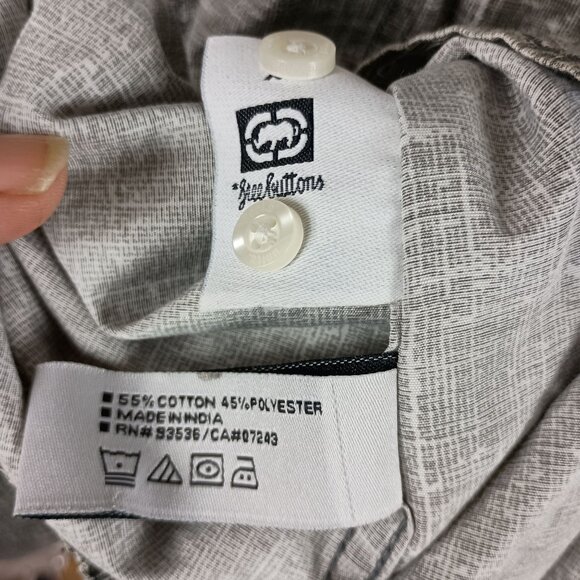 *free buttons
55% COTTON 45% POLYESTER
MADE IN INDIA
RN# 93536/CA#07243